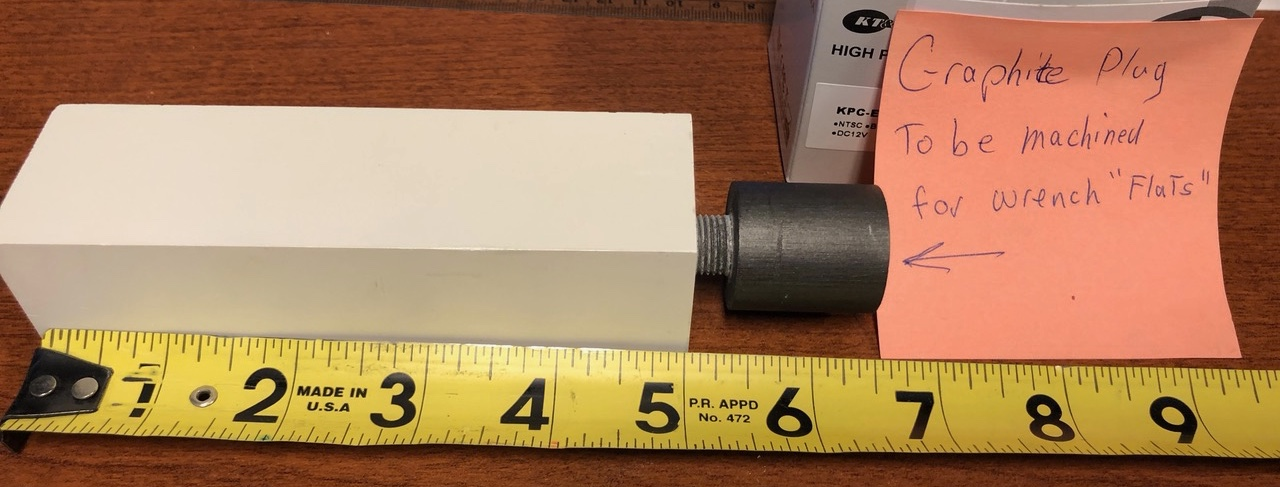 KT&
HIGH
KPC-E
•NTSC
•DC12V
Graphite Plug
To be machined
for wrench "Flats"
1 2 MADE IN U.S.A 3 4 5 P.R. APPD No. 472 6 7 8 9